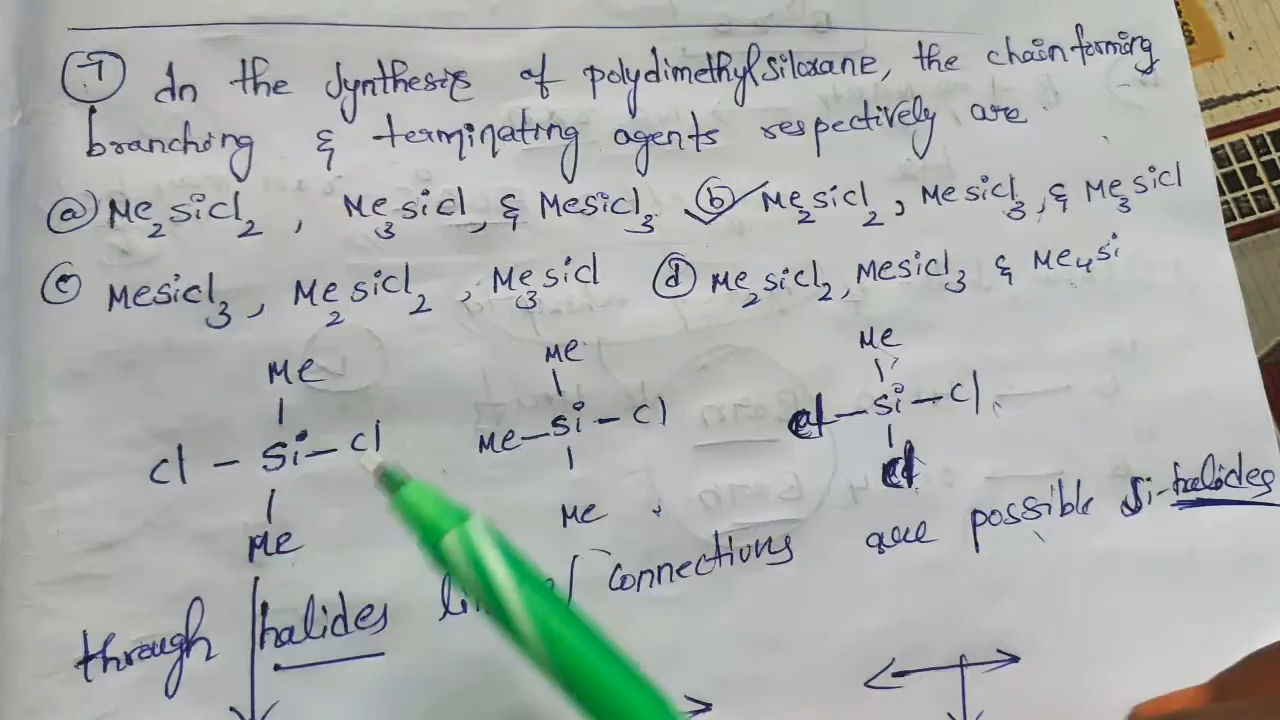 7 In the synthesis of polydimethylsiloxane, the chain forming
branching & terminating agents respectively are
a Me2SiCl2, Me3SiCl, & MeSiCl3 b Me2SiCl2, MeSiCl3, & Me3SiCl
c MeSiCl3, Me2SiCl2, Me3SiCl d Me2SiCl2, MeSiCl3 & Me4Si
Me Me Me
Cl - Si - Cl Me - Si - Cl Cl - Si - Cl
Me Me Cl
through halides connections are possible Si-halides